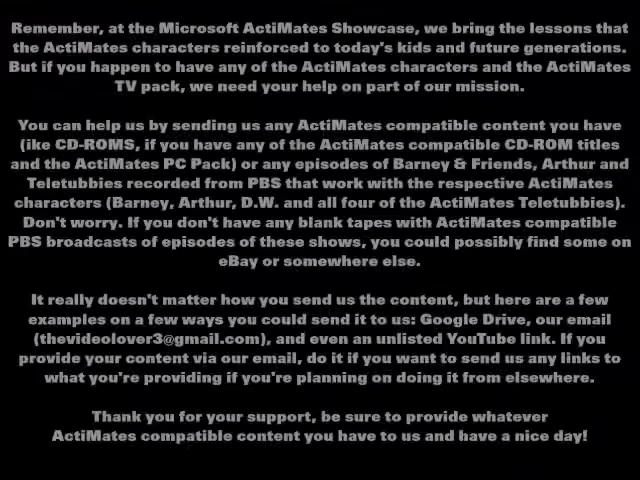 Remember, at the Microsoft ActiMates Showcase, we bring the lessons that
the ActiMates characters reinforced to today's kids and future generations.
But if you happen to have any of the ActiMates characters and the ActiMates
TV pack, we need your help on part of our mission.
You can help us by sending us any ActiMates compatible content you have
(ike CD-ROMS, if you have any of the ActiMates compatible CD-ROM titles
and the ActiMates PC Pack) or any episodes of Barney & Friends, Arthur and
Teletubbies recorded from PBS that work with the respective ActiMates
characters (Barney, Arthur, D.W. and all four of the ActiMates Teletubbies).
Don't worry. If you don't have any blank tapes with ActiMates compatible
PBS broadcasts of episodes of these shows, you could possibly find some on
eBay or somewhere else.
It really doesn't matter how you send us the content, but here are a few
examples on a few ways you could send it to us: Google Drive, our email
(thevideolover3@gmail.com), and even an unlisted YouTube link. If you
provide your content via our email, do it if you want to send us any links to
what you're providing if you're planning on doing it from elsewhere.
Thank you for your support, be sure to provide whatever
ActiMates compatible content you have to us and have a nice day!